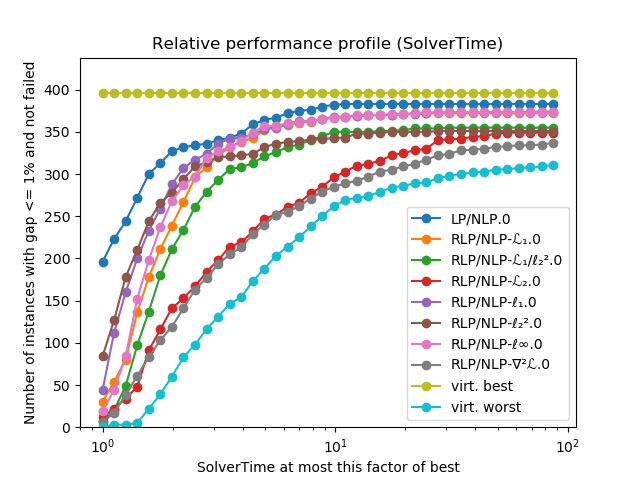 Relative performance profile (SolverTime)
Number of instances with gap <= 1% and not failed
400
350
300
250
200
150
100
50
0
10⁰
10¹
10²
SolverTime at most this factor of best
LP/NLP.0
RLP/NLP-ℒ₁.0
RLP/NLP-ℒ₁/ℓ₂².0
RLP/NLP-ℒ₂.0
RLP/NLP-ℓ₁.0
RLP/NLP-ℓ₂².0
RLP/NLP-ℓ∞.0
RLP/NLP-∇²ℒ.0
virt. best
virt. worst